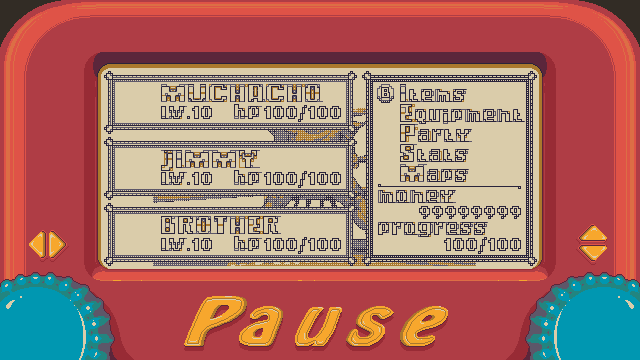 MUCHACHO
LV.10 hp100/100
JIMMY
LV.10 hp100/100
BROTHER
LV.10 hp100/100
B Items
Equipment
Party
Stats
Maps
money
99999999
progress
100/100
Pause